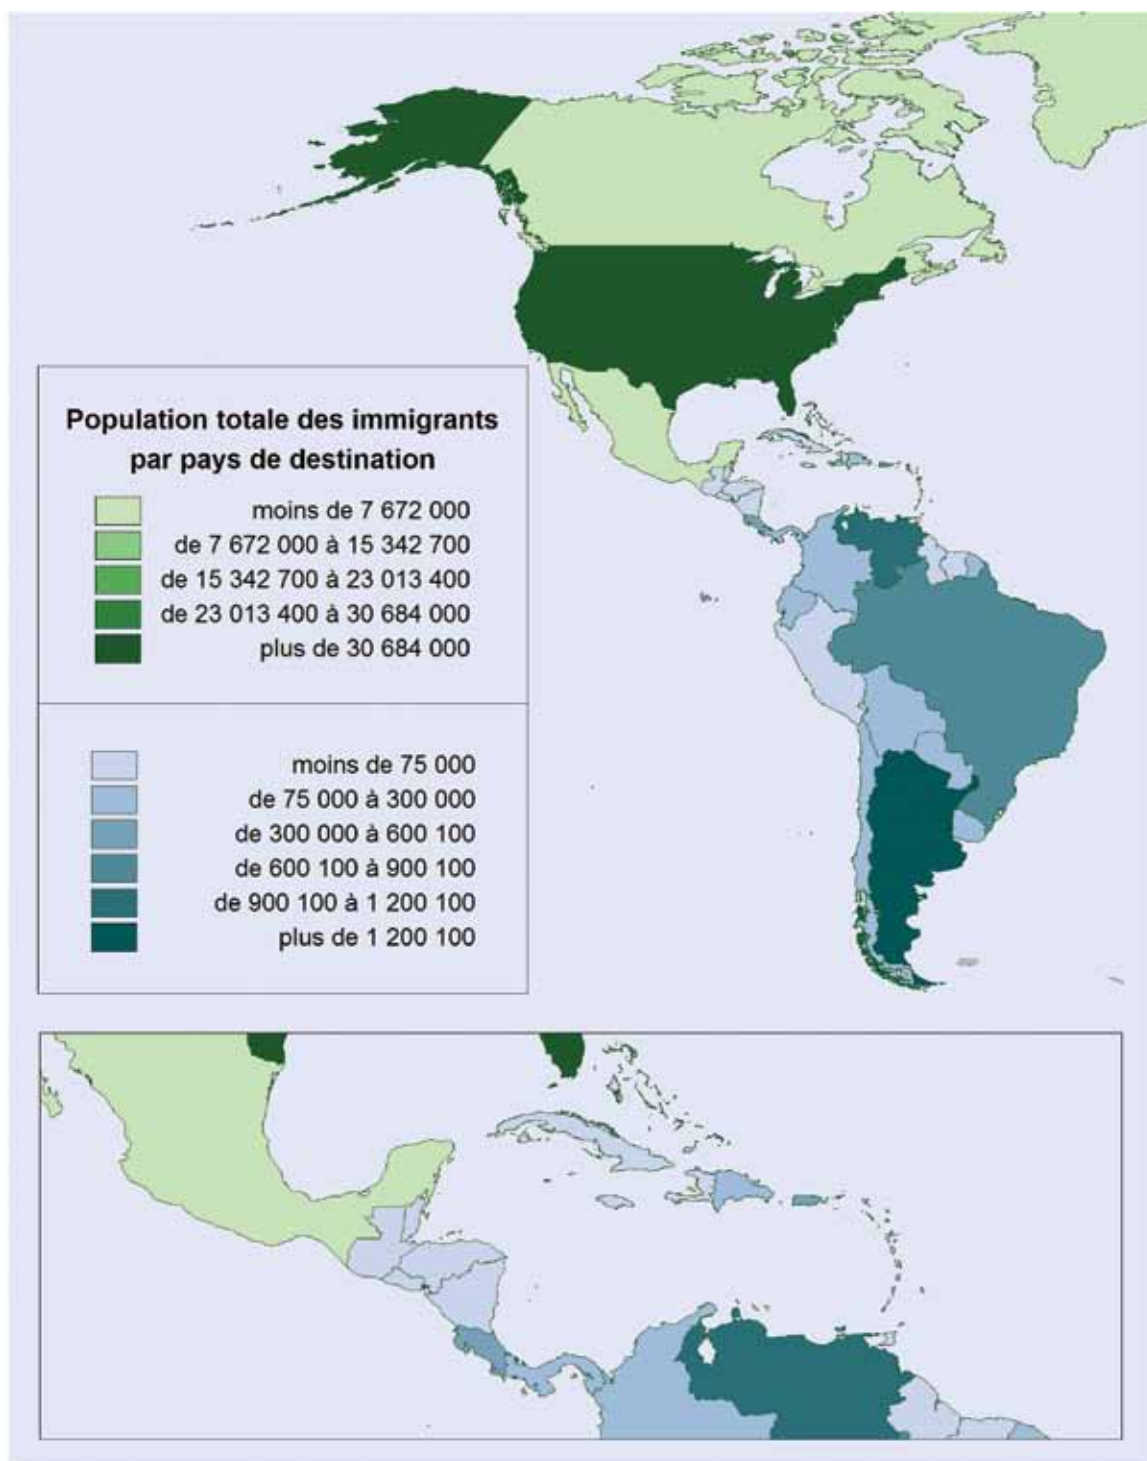 Population totale des immigrants
par pays de destination
moins de 7 672 000
de 7 672 000 à 15 342 700
de 15 342 700 à 23 013 400
de 23 013 400 à 30 684 000
plus de 30 684 000
moins de 75 000
de 75 000 à 300 000
de 300 000 à 600 100
de 600 100 à 900 100
de 900 100 à 1 200 100
plus de 1 200 100